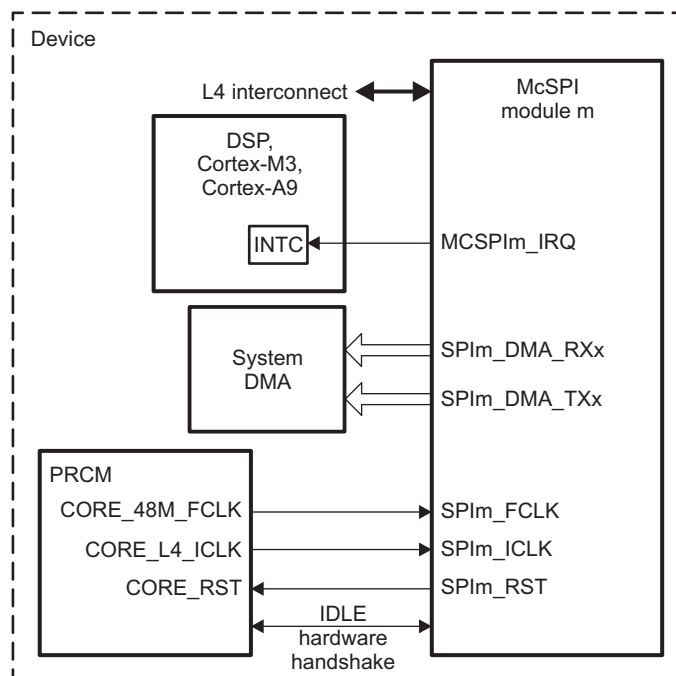 Device
L4 interconnect
McSPI
module m
DSP,
Cortex-M3,
Cortex-A9
INTC
MCSPIm_IRQ
System
DMA
SPIm_DMA_RXx
SPIm_DMA_TXx
PRCM
CORE_48M_FCLK
SPIm_FCLK
CORE_L4_ICLK
SPIm_ICLK
CORE_RST
SPIm_RST
IDLE
hardware
handshake